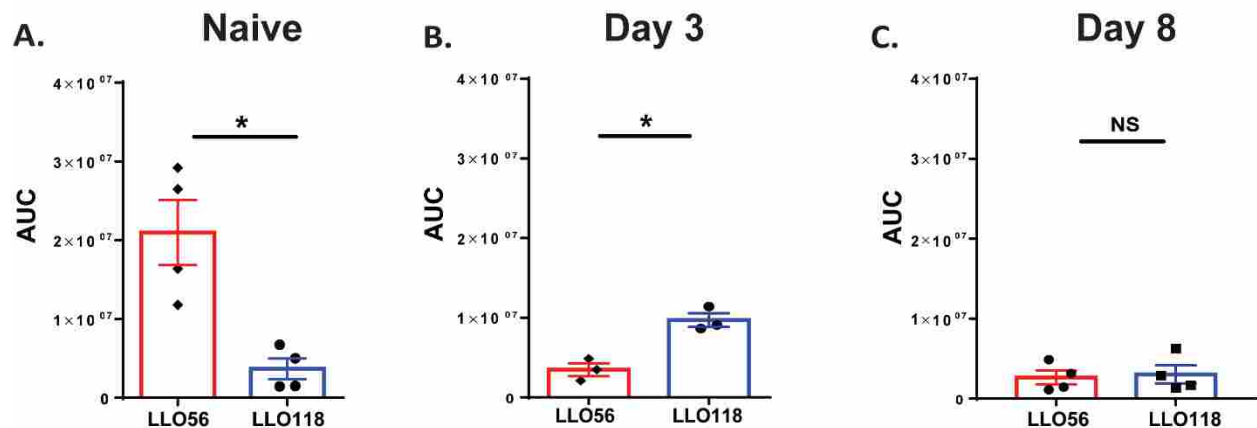 A. Naive
AUC
4×10 07
3×10 07
2×10 07
1×10 07
0
*
LLO56 LLO118
B. Day 3
AUC
4×10 07
3×10 07
2×10 07
1×10 07
0
*
LLO56 LLO118
C. Day 8
AUC
4×10 07
3×10 07
2×10 07
1×10 07
0
NS
LLO56 LLO118